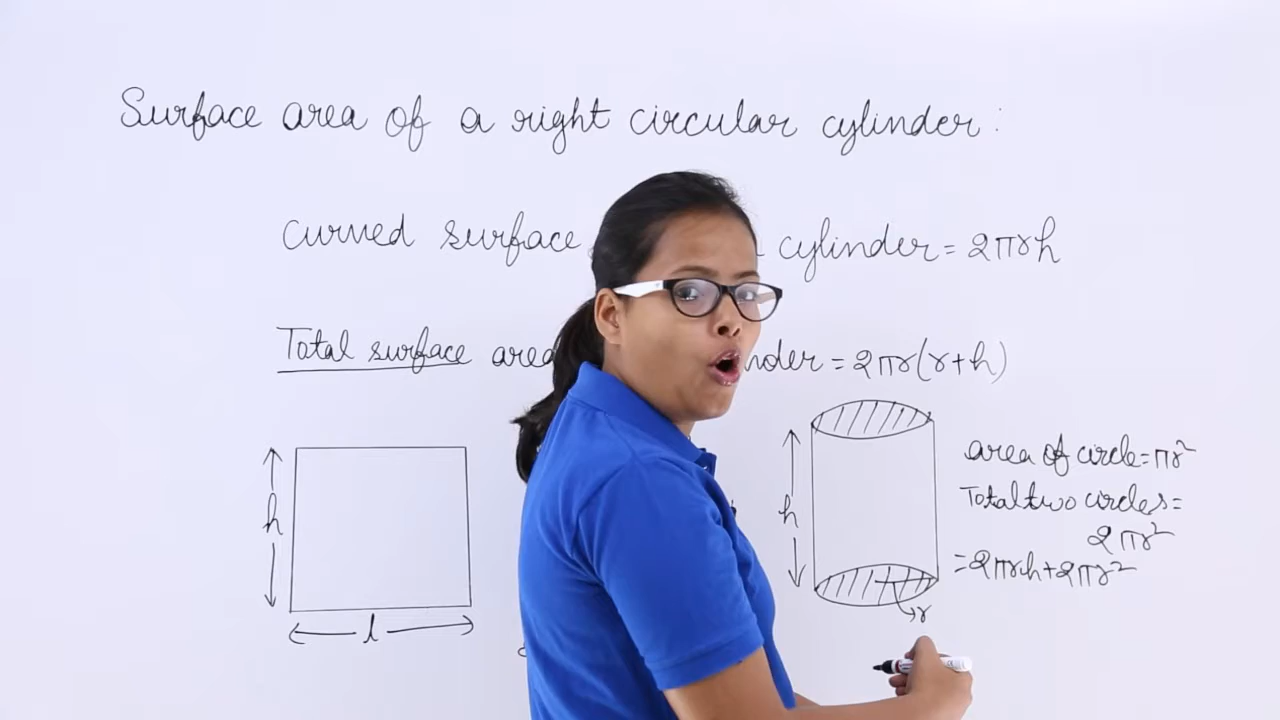 Surface area of a right circular cylinder:
curved surface cylinder = 2πrh
Total surface area = 2πr(r+h)
h
l
h
r
area of circle = πr²
Total two circles =
2πr²
= 2πrh + 2πr²